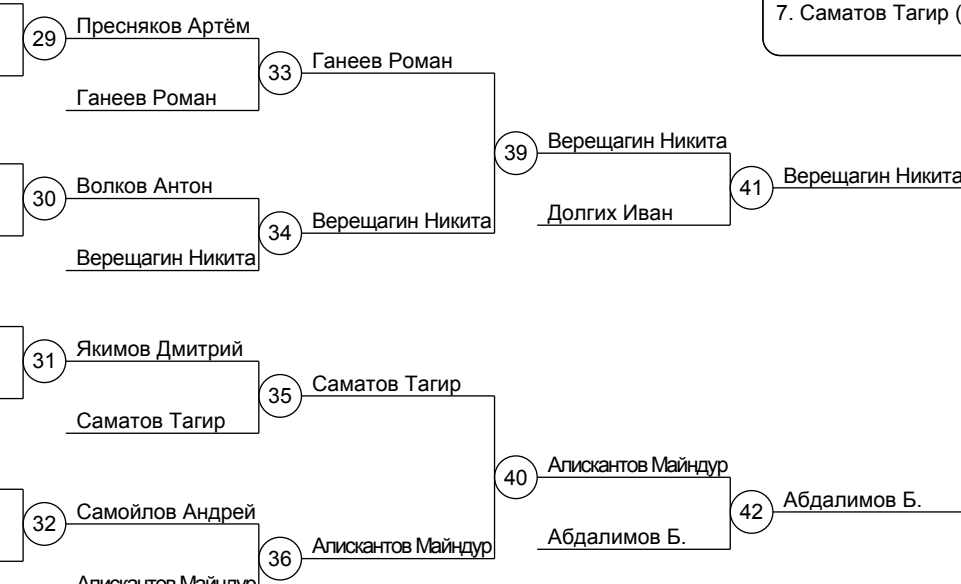 7. Саматов Тагир (
29 Пресняков Артём
33 Ганеев Роман
Ганеев Роман
39 Верещагин Никита
41 Верещагин Никита
30 Волков Антон
Долгих Иван
34 Верещагин Никита
Верещагин Никита
31 Якимов Дмитрий
35 Саматов Тагир
Саматов Тагир
40 Алискантов Майндур
42 Абдалимов Б.
32 Самойлов Андрей
Абдалимов Б.
36 Алискантов Майндур
Алискантов Майндур